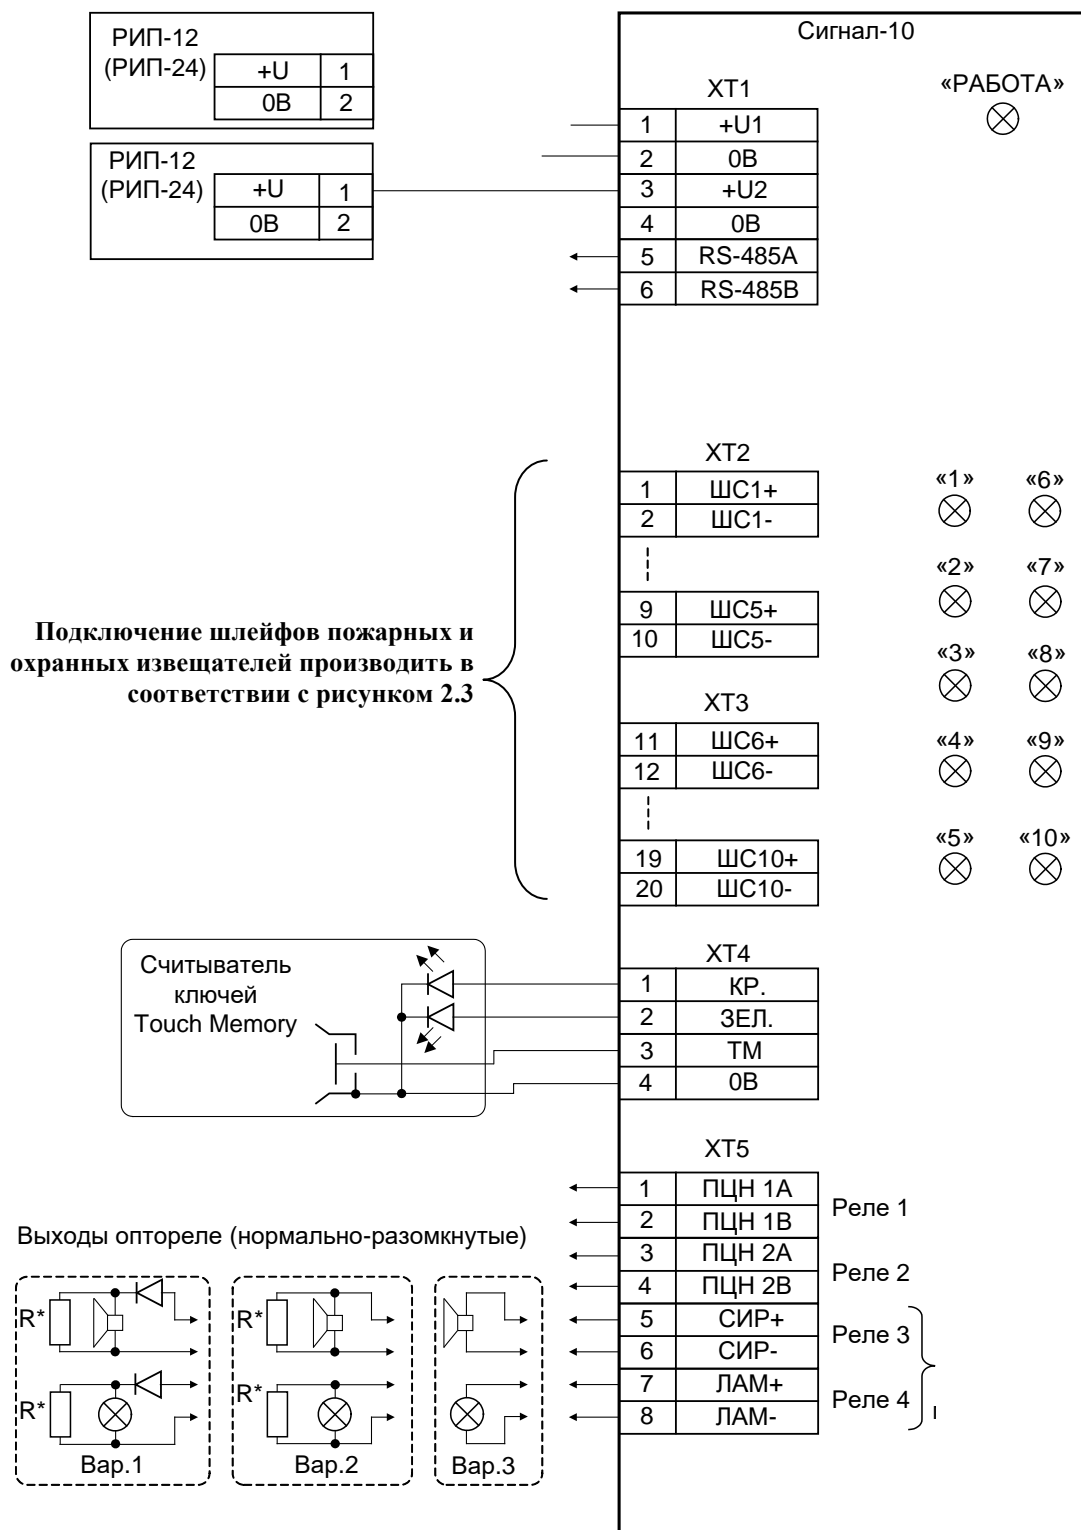 Сигнал-10
РИП-12
(РИП-24)
+U 1
0В 2
РИП-12
(РИП-24)
+U 1
0В 2
XT1
«РАБОТА»
1 +U1
2 0В
3 +U2
4 0В
5 RS-485A
6 RS-485B
XT2
1 ШС1+
2 ШС1-
9 ШС5+
10 ШС5-
XT3
11 ШС6+
12 ШС6-
19 ШС10+
20 ШС10-
«1» «6»
«2» «7»
«3» «8»
«4» «9»
«5» «10»
Подключение шлейфов пожарных и
охранных извещателей производить в
соответствии с рисунком 2.3
Считыватель
ключей
Touch Memory
XT4
1 КР.
2 ЗЕЛ.
3 ТМ
4 0В
XT5
1 ПЦН 1А
2 ПЦН 1В
3 ПЦН 2А
4 ПЦН 2В
5 СИР+
6 СИР-
7 ЛАМ+
8 ЛАМ-
Реле 1
Реле 2
Реле 3
Реле 4
Выходы оптореле (нормально-разомкнутые)
R*
R*
Вар.1
R*
R*
Вар.2
Вар.3